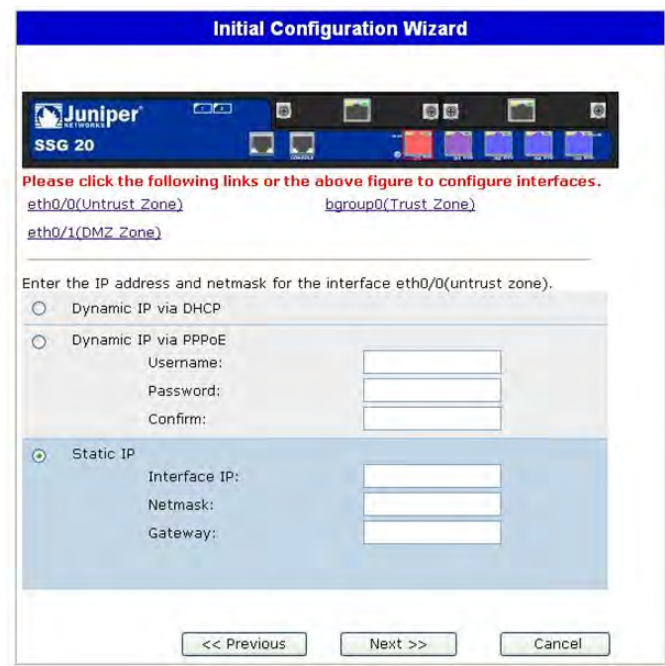 Initial Configuration Wizard
Juniper
NETWORKS
SSG 20
CONSOLE
Please click the following links or the above figure to configure interfaces.
eth0/0(Untrust Zone) bgroup0(Trust Zone)
eth0/1(DMZ Zone)
Enter the IP address and netmask for the interface eth0/0(untrust zone).
Dynamic IP via DHCP
Dynamic IP via PPPoE
Username:
Password:
Confirm:
Static IP
Interface IP:
Netmask:
Gateway:
<< Previous Next >> Cancel